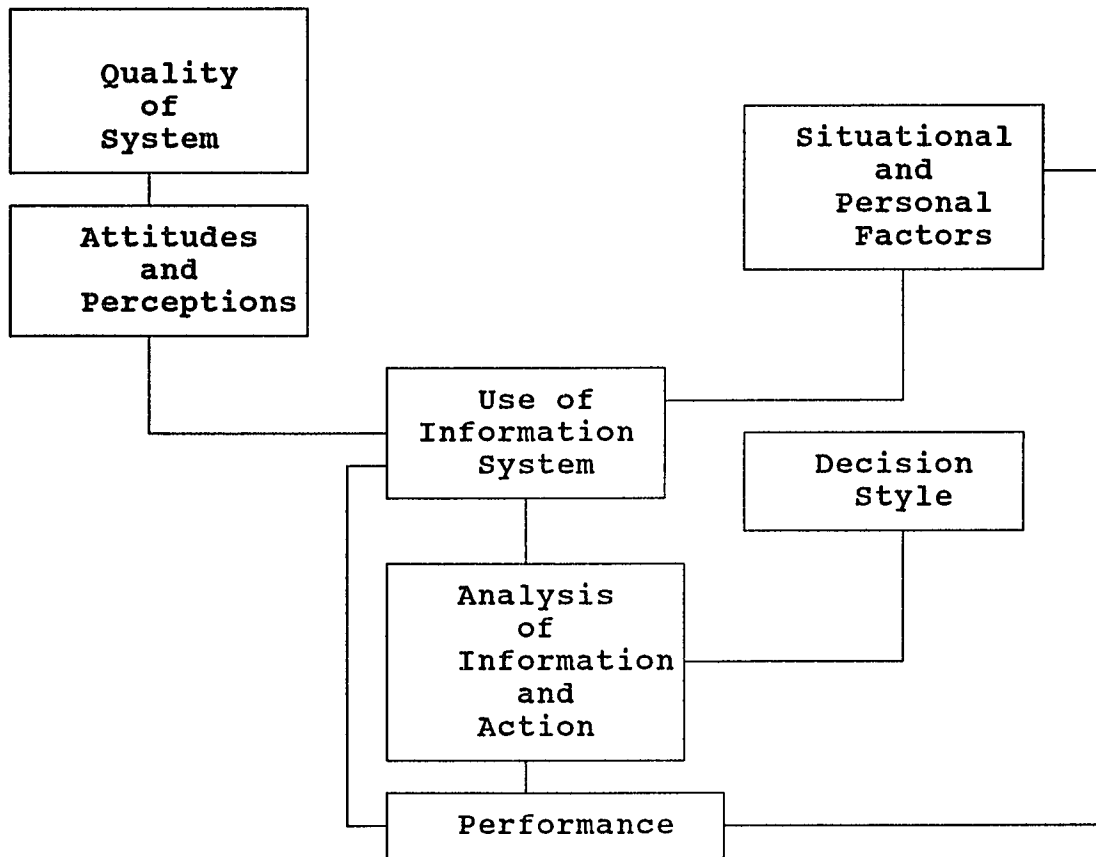 Quality
of
System
Attitudes
and
Perceptions
Situational
and
Personal
Factors
Use of
Information
System
Decision
Style
Analysis
of
Information
and
Action
Performance